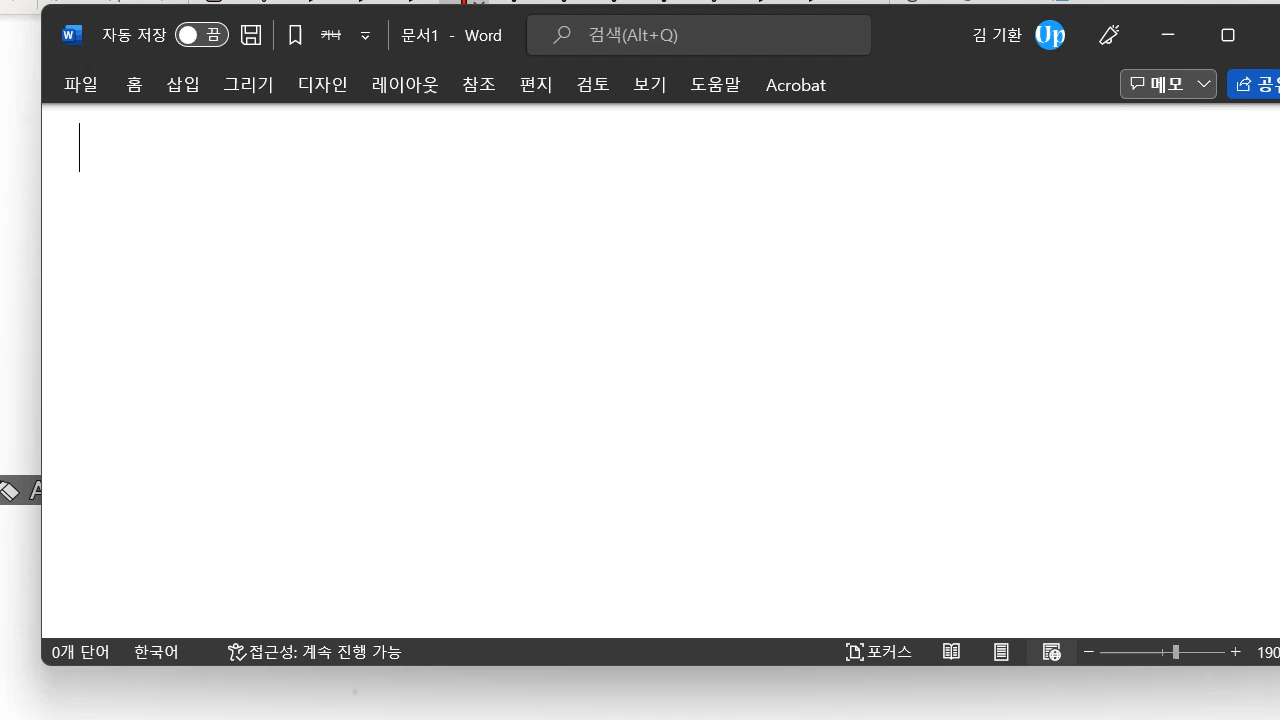 자동 저장 끔 가나 문서1 - Word 검색(Alt+Q) 김 기환 Up
파일 홈 삽입 그리기 디자인 레이아웃 참조 편지 검토 보기 도움말 Acrobat 메모
A
0개 단어 한국어 접근성: 계속 진행 가능 포커스 190